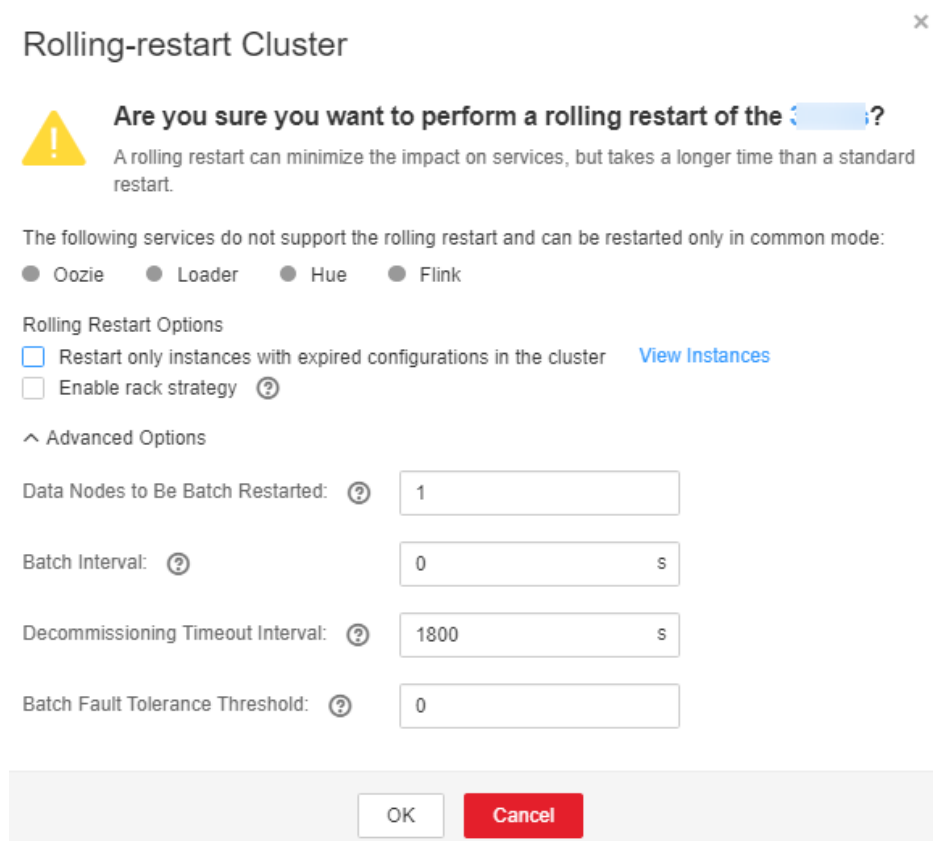 Rolling-restart Cluster
Are you sure you want to perform a rolling restart of the ?
A rolling restart can minimize the impact on services, but takes a longer time than a standard
restart.
The following services do not support the rolling restart and can be restarted only in common mode:
Oozie Loader Hue Flink
Rolling Restart Options
Restart only instances with expired configurations in the cluster View Instances
Enable rack strategy ?
Advanced Options
Data Nodes to Be Batch Restarted: ? 1
Batch Interval: ? 0 s
Decommissioning Timeout Interval: ? 1800 s
Batch Fault Tolerance Threshold: ? 0
OK Cancel